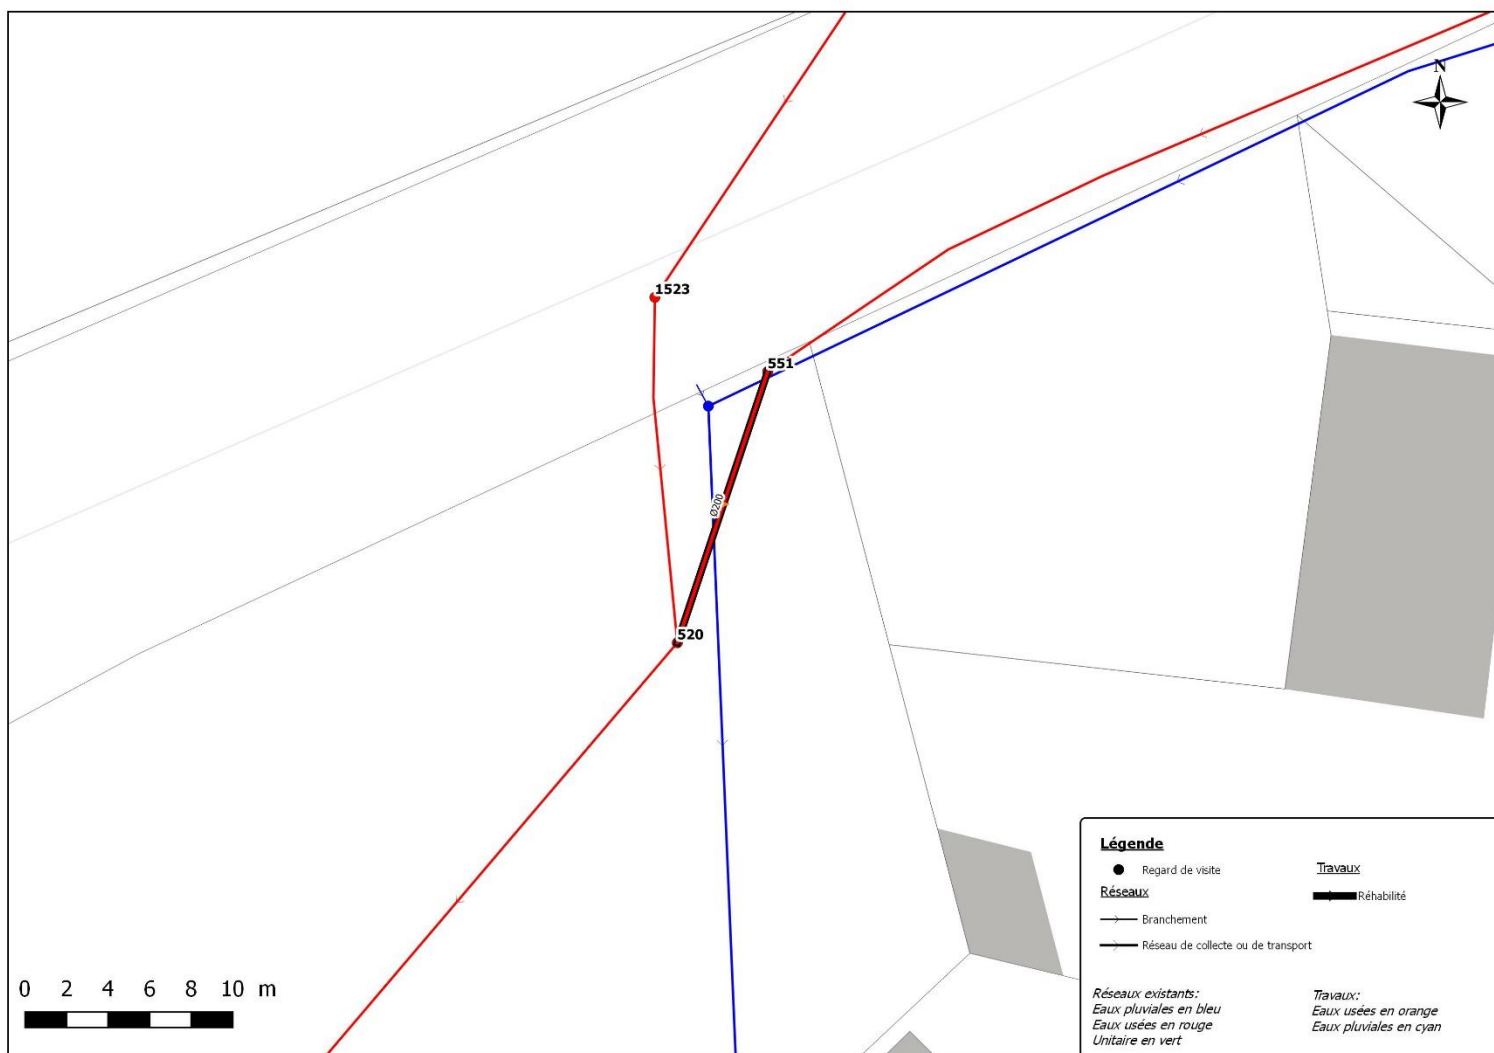 N
1523
551
Ø200
520
0 2 4 6 8 10 m
Légende
Regard de visite
Réseaux
Branchement
Réseau de collecte ou de transport
Travaux
Réhabilité
Réseaux existants:
Eaux pluviales en bleu
Eaux usées en rouge
Unitaire en vert
Travaux:
Eaux usées en orange
Eaux pluviales en cyan